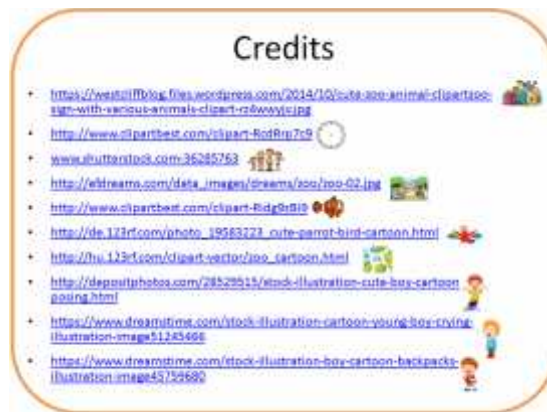 Credits
• https://westcliffblog.files.wordpress.com/2014/10/cute-zoo-animal-clipartzoo-
sign-with-various-animals-clipart-rz4wwyjv.jpg
• http://www.clipartbest.com/clipart-RcdRrp7c9
• www.shutterstock.com-36285763
• http://efdreams.com/data_images/dreams/zoo/zoo-02.jpg
• http://www.clipartbest.com/clipart-Ridg9zBi9
• http://de.123rf.com/photo_19583223_cute-parrot-bird-cartoon.html
• http://hu.123rf.com/clipart-vector/zoo_cartoon.html
• http://depositphotos.com/28529515/stock-illustration-cute-boy-cartoon
posing.html
• https://www.dreamstime.com/stock-illustration-cartoon-young-boy-crying-
illustration-image51245466
• https://www.dreamstime.com/stock-illustration-boy-cartoon-backpacks-
illustration-image45759680